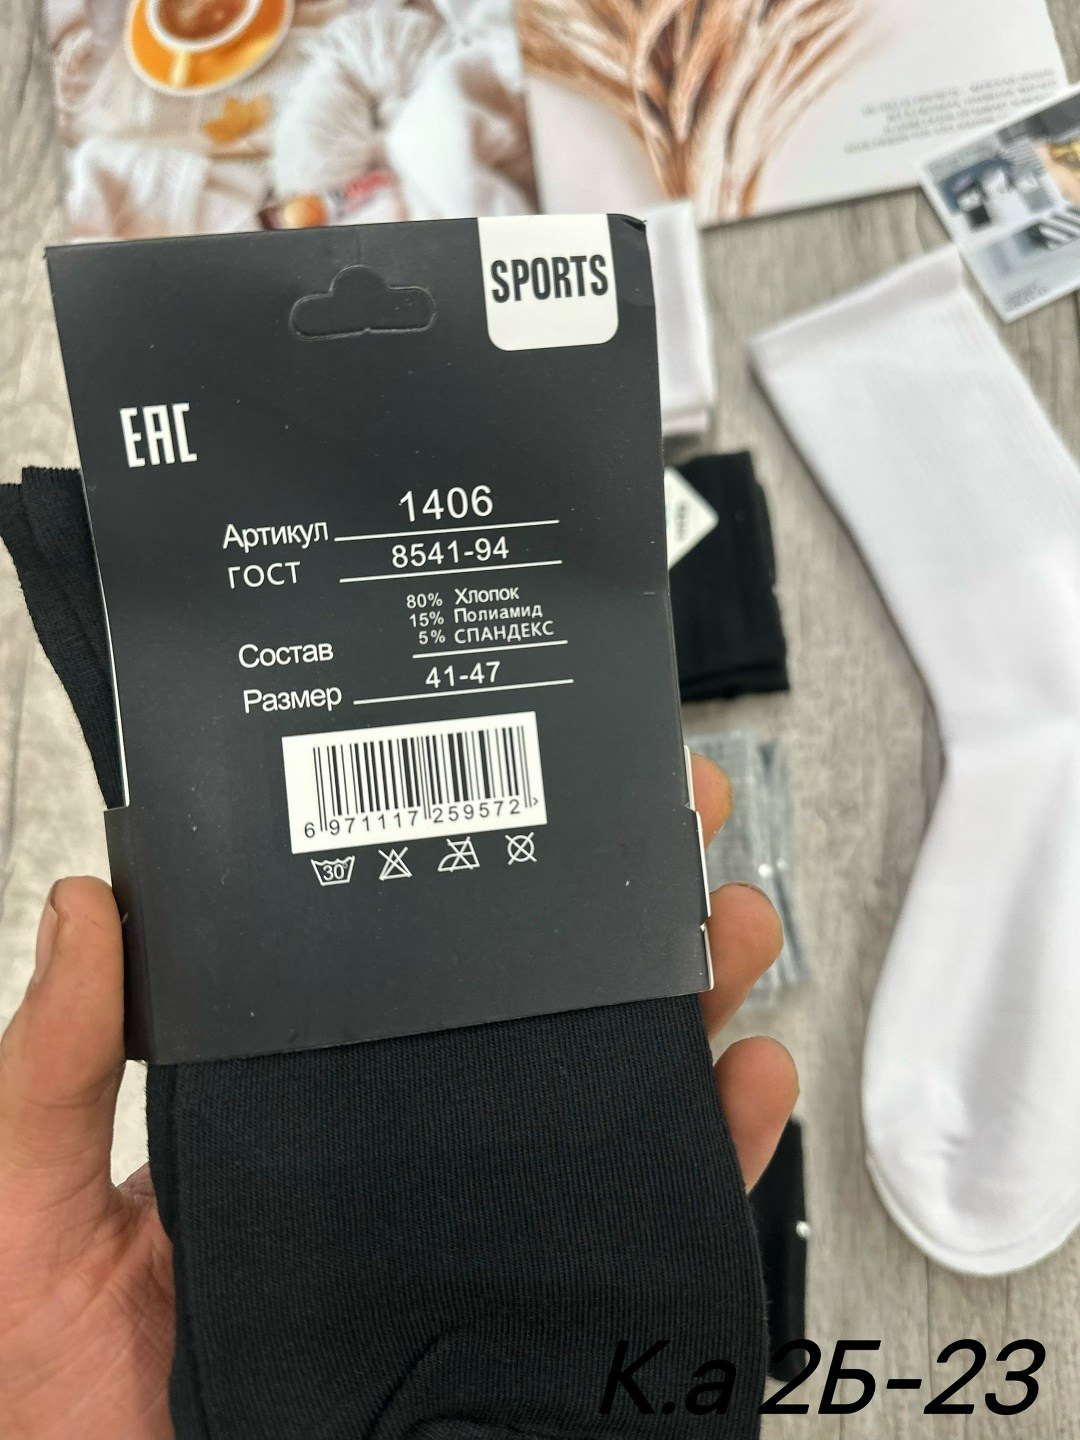 SPORTS
EAC
Артикул 1406
ГОСТ 8541-94
80% Хлопок
15% Полиамид
5% СПАНДЕКС
Состав
Размер 41-47
6 971117 259572 >
30°
К.а 2Б-23